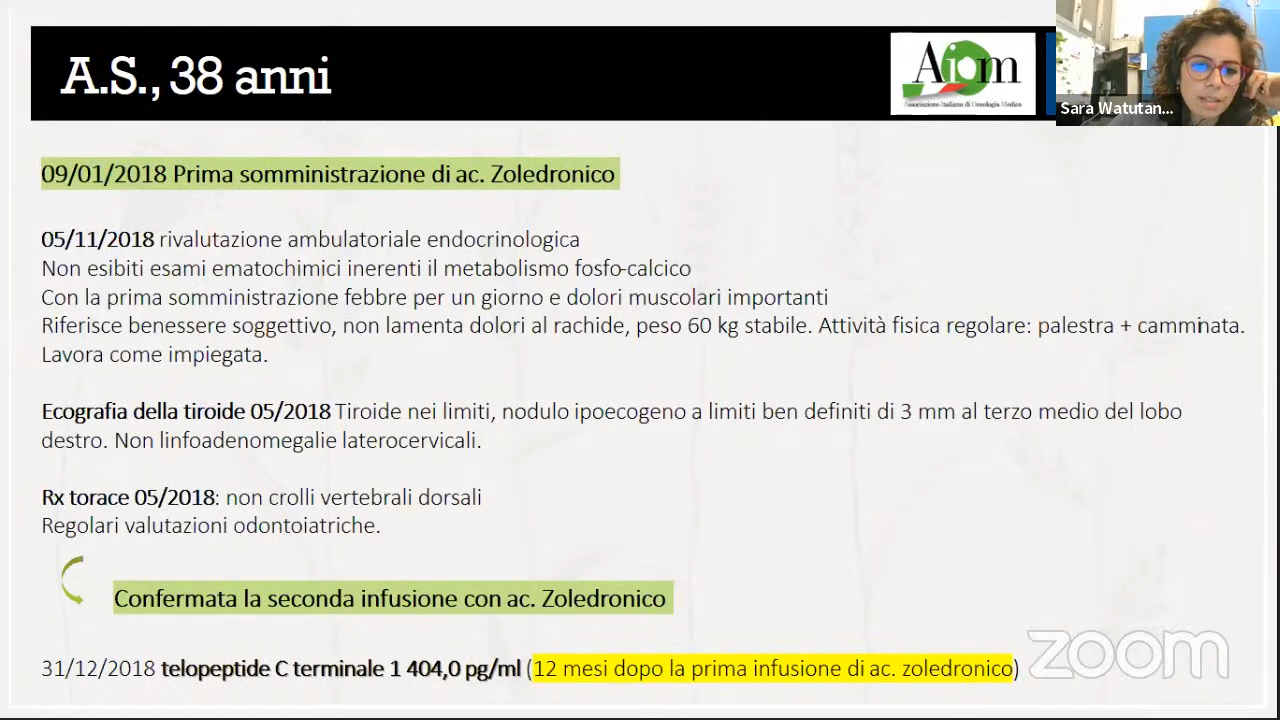 A.S., 38 anni
Aiom
Associazione Italiana di Oncologia Medica
Sara Watutan...
09/01/2018 Prima somministrazione di ac. Zoledronico
05/11/2018 rivalutazione ambulatoriale endocrinologica
Non esibiti esami ematochimici inerenti il metabolismo fosfo-calcico
Con la prima somministrazione febbre per un giorno e dolori muscolari importanti
Riferisce benessere soggettivo, non lamenta dolori al rachide, peso 60 kg stabile. Attività fisica regolare: palestra + camminata.
Lavora come impiegata.
Ecografia della tiroide 05/2018 Tiroide nei limiti, nodulo ipoecogeno a limiti ben definiti di 3 mm al terzo medio del lobo
destro. Non linfoadenomegalie laterocervicali.
Rx torace 05/2018: non crolli vertebrali dorsali
Regolari valutazioni odontoiatriche.
Confermata la seconda infusione con ac. Zoledronico
31/12/2018 telopeptide C terminale 1 404,0 pg/ml (12 mesi dopo la prima infusione di ac. zoledronico)
zoom